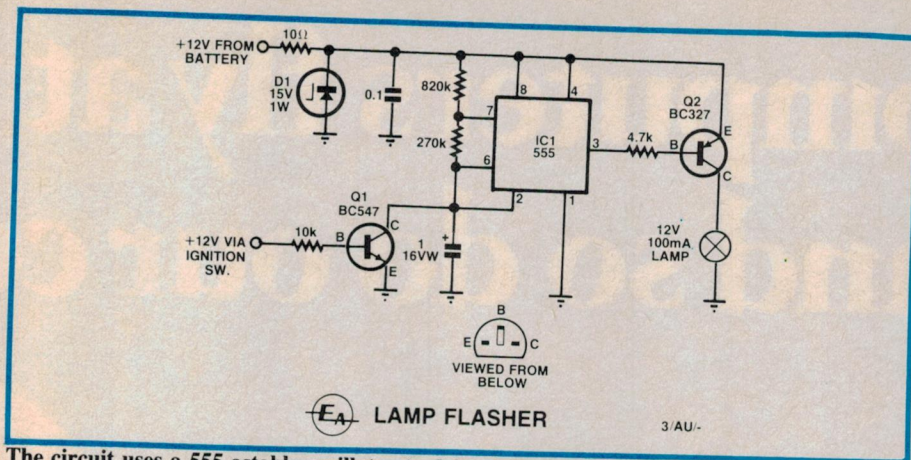 +12V FROM
BATTERY
10Ω
D1
15V
1W
0.1
820k
270k
7
8
4
6
IC1
555
3
2
1
4.7k
Q2
BC327
B
E
C
Q1
BC547
+12V VIA
IGNITION
SW.
10k
B
C
E
+
1
16VW
12V
100mA
LAMP
B
E
C
VIEWED FROM
BELOW
EA LAMP FLASHER
3/AU/-
The circuit uses a 555